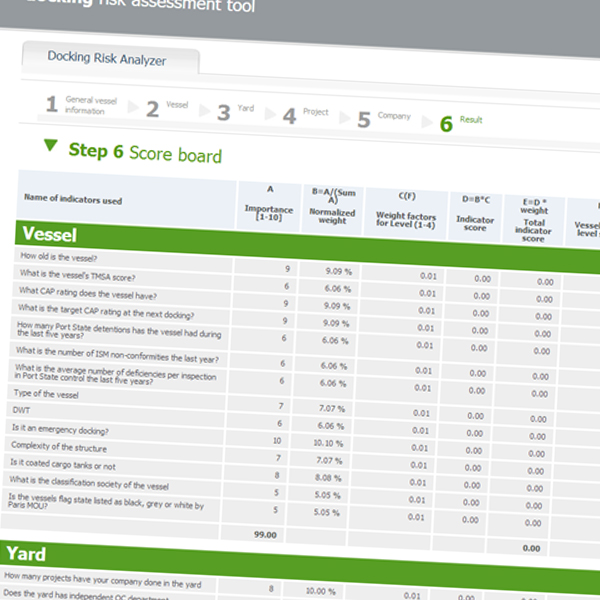 docking risk assessment tool
Docking Risk Analyzer
1 General vessel information
2 Vessel
3 Yard
4 Project
5 Company
6 Result
Step 6 Score board
Name of indicators used
A
Importance
[1-10]
B=A/(Sum
A)
Normalized
weight
C(F)
Weight factors
for Level (1-4)
D=B*C
Indicator
score
E=D *
weight
Total
indicator
score
Vessel
level
Vessel
How old is the vessel? 9 9.09 % 0.01 0.00 0.00
What is the vessel's TMSA score? 6 6.06 % 0.01 0.00 0.00
What CAP rating does the vessel have? 9 9.09 % 0.01 0.00 0.00
What is the target CAP rating at the next docking? 9 9.09 % 0.01 0.00 0.00
How many Port State detentions has the vessel had during
the last five years? 6 6.06 % 0.01 0.00 0.00
What is the number of ISM non-conformities the last year? 6 6.06 % 0.01 0.00 0.00
What is the average number of deficiencies per inspection
in Port State control the last five years? 6 6.06 % 0.01 0.00 0.00
Type of the vessel 7 7.07 % 0.01 0.00 0.00
DWT 6 6.06 % 0.01 0.00 0.00
Is it an emergency docking? 10 10.10 % 0.01 0.00 0.00
Complexity of the structure 7 7.07 % 0.01 0.00 0.00
Is it coated cargo tanks or not 8 8.08 % 0.01 0.00 0.00
What is the classification society of the vessel 5 5.05 % 0.01 0.00 0.00
Is the vessels flag state listed as black, grey or white by
Paris MOU? 5 5.05 % 0.01 0.00 0.00
99.00 0.00
Yard
How many projects have your company done in the yard 8 10.00 % 0.01 0.00 0.00
Does the yard has independent QC department